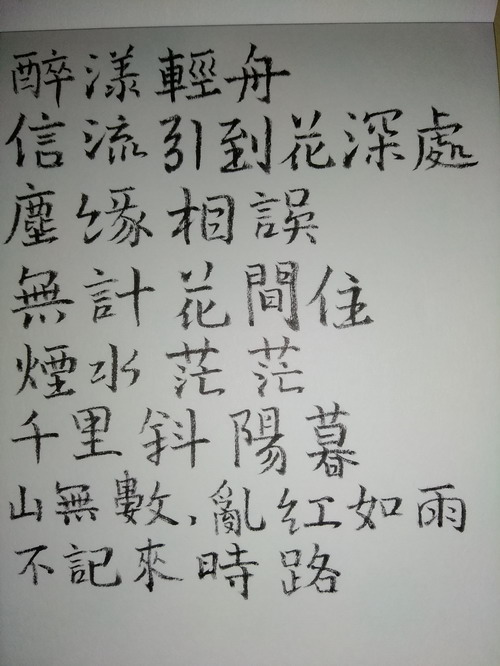 醉漾輕舟
信流引到花深處
塵缘相誤
無計花間住
煙水茫茫
千里斜陽暮
山無數,亂红如雨
不記來時路